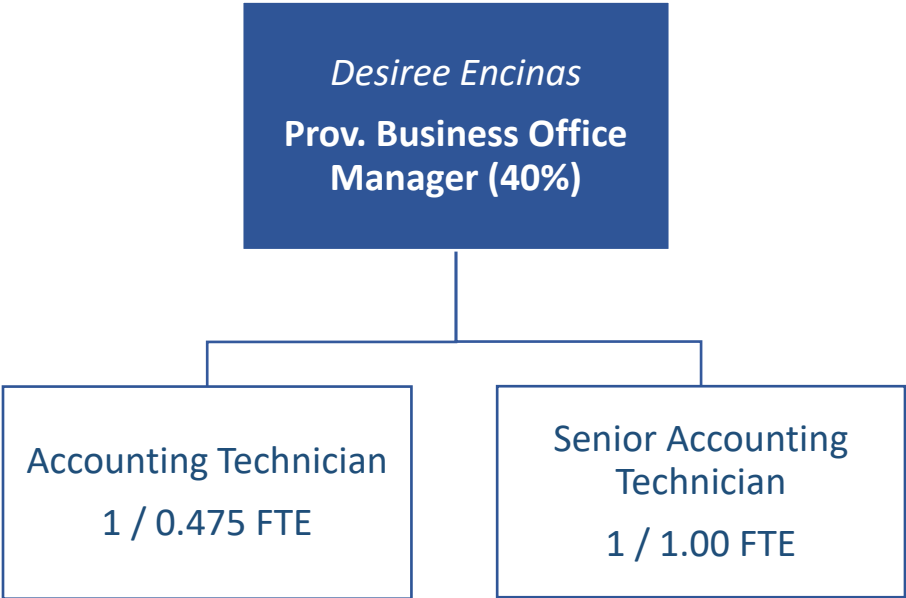 Desiree Encinas
Prov. Business Office
Manager (40%)
Accounting Technician
1 / 0.475 FTE
Senior Accounting
Technician
1 / 1.00 FTE